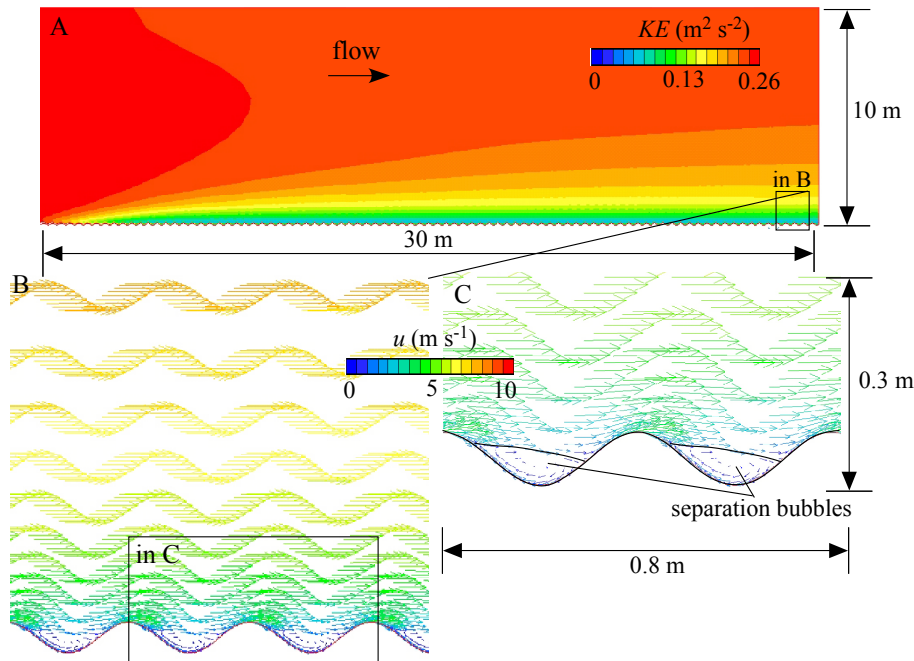 A
flow
KE (m² s⁻²)
0 0.13 0.26
10 m
in B
30 m
B
u (m s⁻¹)
0 5 10
in C
C
0.3 m
separation bubbles
0.8 m